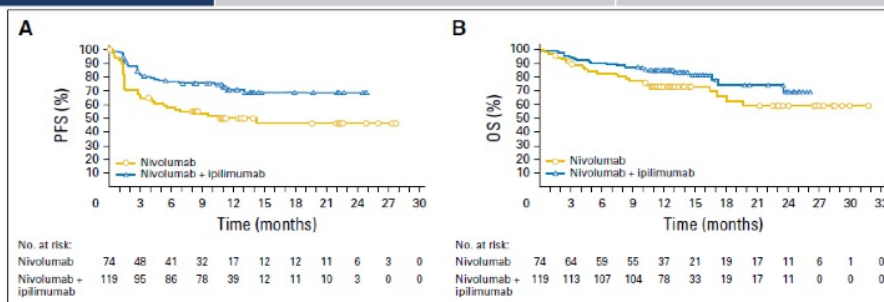 A
PFS (%)
100
90
80
70
60
50
40
30
20
10
Nivolumab
Nivolumab + ipilimumab
0 3 6 9 12 15 18 21 24 27 30
Time (months)
No. at risk:
Nivolumab 74 48 41 32 17 12 12 11 6 3 0
Nivolumab + ipilimumab 119 95 86 78 39 12 11 10 3 0 0
B
OS (%)
100
90
80
70
60
50
40
30
20
10
Nivolumab
Nivolumab + ipilimumab
0 3 6 9 12 15 18 21 24 27 30 33
Time (months)
No. at risk:
Nivolumab 74 64 59 55 37 21 19 17 11 6 1 0
Nivolumab + ipilimumab 119 113 107 104 78 33 19 17 11 0 0 0